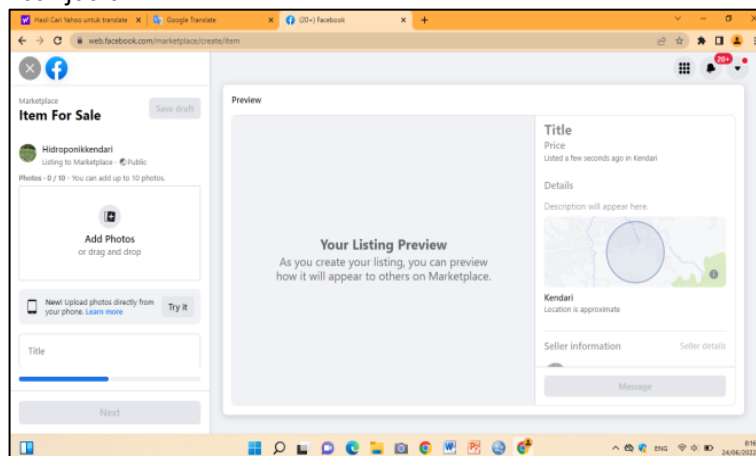 Hasil Cari Yahoo untuk translate
Google Translate
(20+) Facebook
web.facebook.com/marketplace/create/item
20+
Marketplace
Item For Sale
Save draft
Hidroponikkendari
Listing to Marketplace · Public
Photos · 0 / 10 · You can add up to 10 photos.
Add Photos
or drag and drop
New! Upload photos directly from
your phone. Learn more
Try it
Title
Next
Preview
Your Listing Preview
As you create your listing, you can preview
how it will appear to others on Marketplace.
Title
Price
Listed a few seconds ago in Kendari
Details
Description will appear here.
Kendari
Location is approximate
Seller information
Seller details
Message
ENG